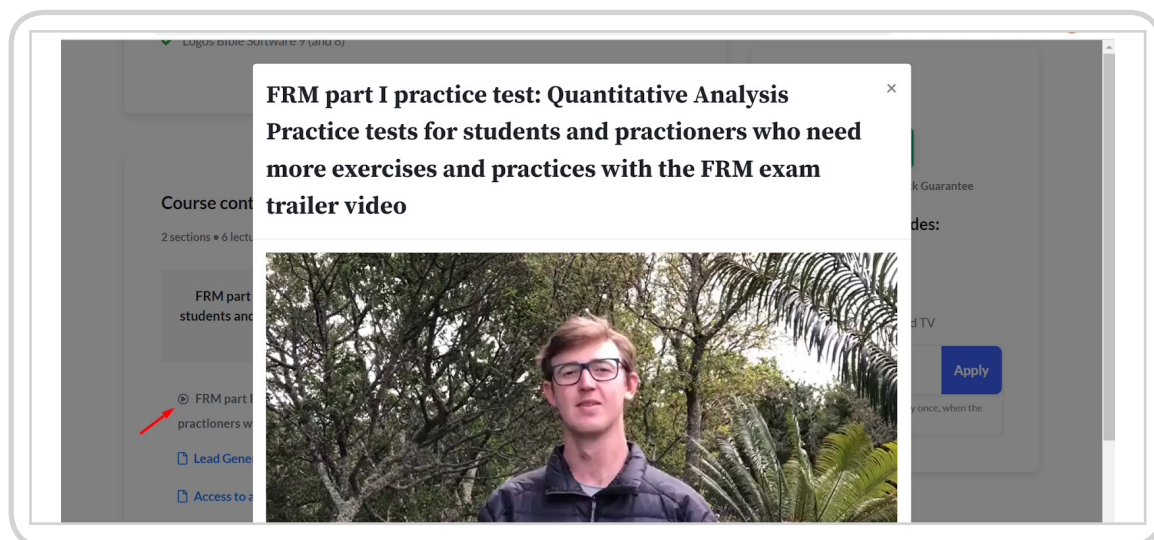 Logos Bible Software 9 (and 8)
FRM part I practice test: Quantitative Analysis
Practice tests for students and practioners who need
more exercises and practices with the FRM exam
trailer video
×
k Guarantee
des:
Course cont
2 sections • 6 lectu
FRM part
students and
d TV
Apply
y once, when the
FRM part I
practioners w
Lead Gene
Access to a